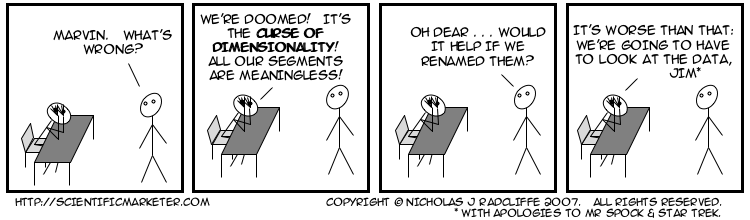 MARVIN. WHAT'S
WRONG?
WE'RE DOOMED! IT'S
THE CURSE OF
DIMENSIONALITY!
ALL OUR SEGMENTS
ARE MEANINGLESS!
OH DEAR . . . WOULD
IT HELP IF WE
RENAMED THEM?
IT'S WORSE THAN THAT:
WE'RE GOING TO HAVE
TO LOOK AT THE DATA,
JIM*
HTTP://SCIENTIFICMARKETER.COM
COPYRIGHT © NICHOLAS J RADCLIFFE 2007. ALL RIGHTS RESERVED.
* WITH APOLOGIES TO MR SPOCK & STAR TREK.